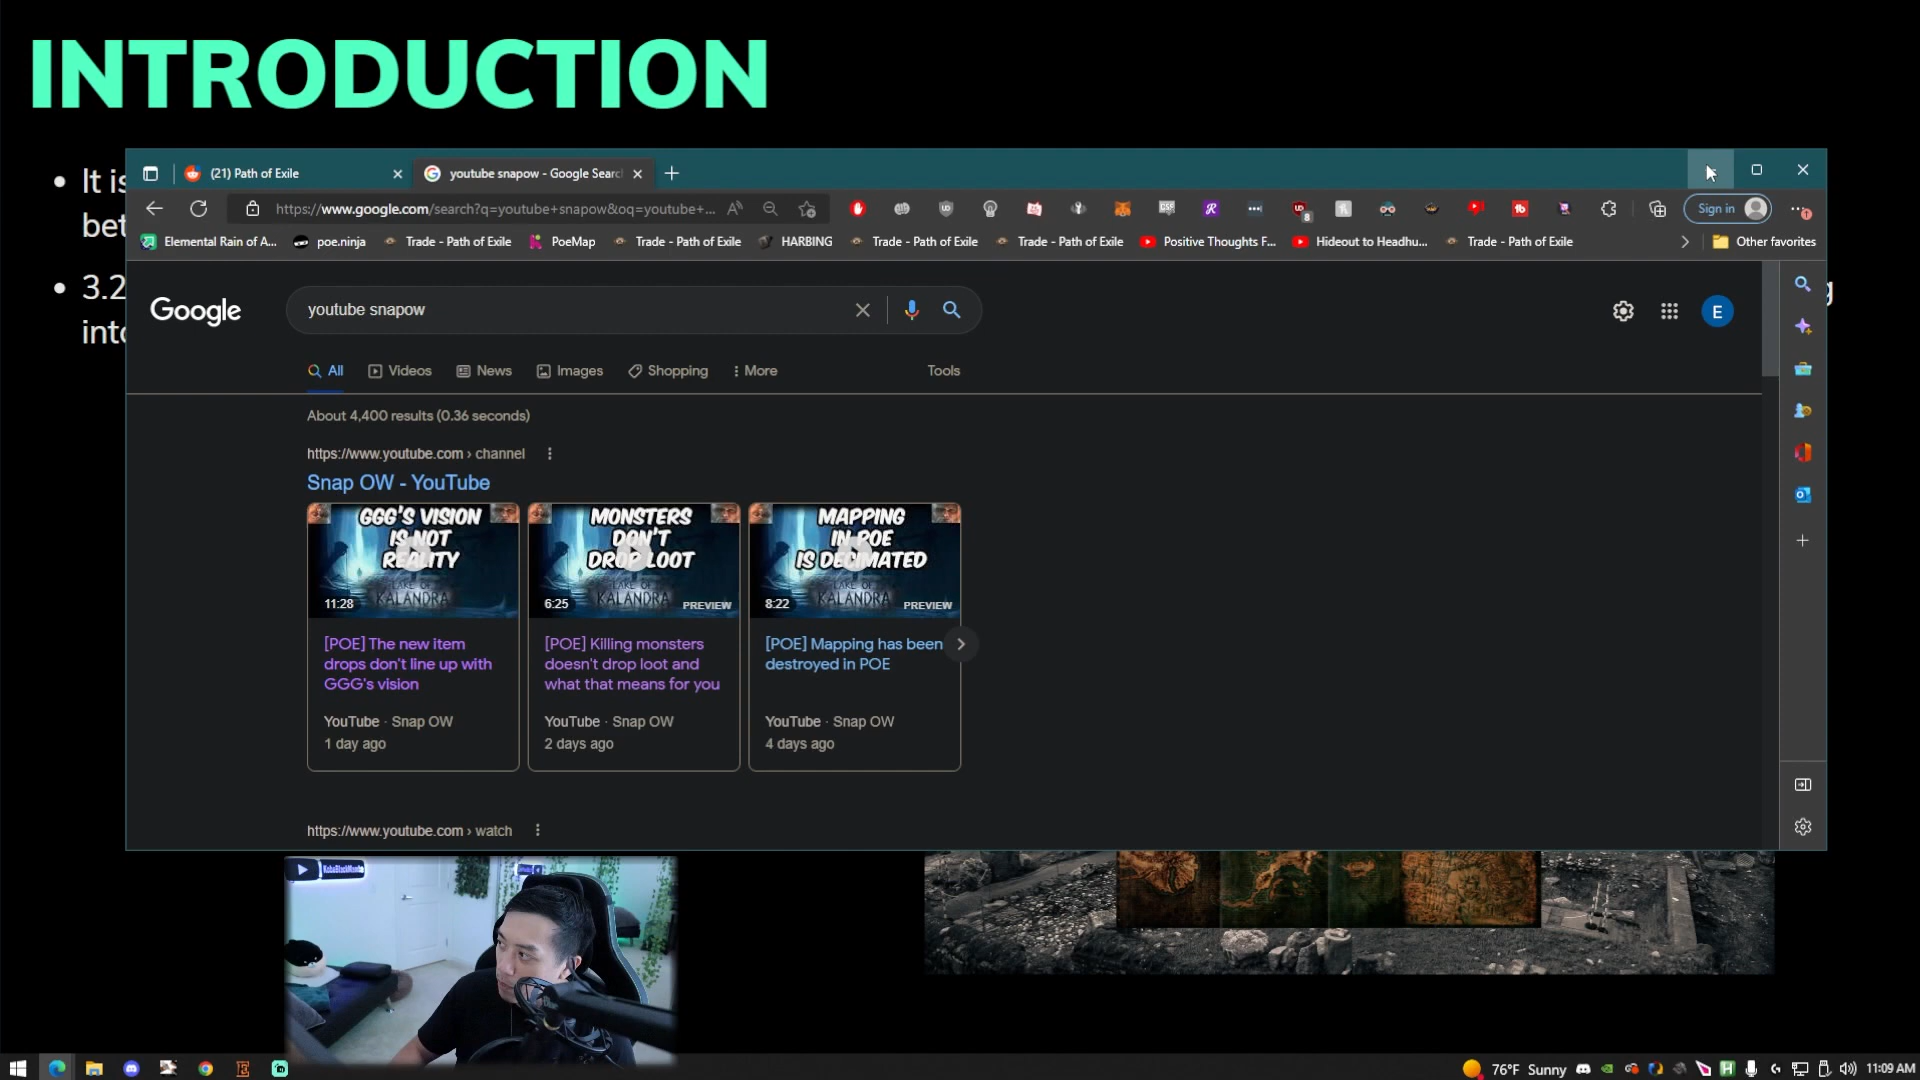 INTRODUCTION
It is
bet
3.2
into
g
(21) Path of Exile
youtube snapow - Google Searc
https://www.google.com/search?q=youtube+snapow&oq=youtube+...
Sign in
Elemental Rain of A...
poe.ninja
Trade - Path of Exile
PoeMap
Trade - Path of Exile
HARBING
Trade - Path of Exile
Trade - Path of Exile
Positive Thoughts F...
Hideout to Headhu...
Trade - Path of Exile
Other favorites
Google
youtube snapow
E
All
Videos
News
Images
Shopping
More
Tools
About 4,400 results (0.36 seconds)
https://www.youtube.com › channel
Snap OW - YouTube
GGG'S VISION
IS NOT
REALITY
KALANDRA
11:28
MONSTERS
DON'T
DROP LOOT
LAKE OF
KALANDRA
6:25
PREVIEW
MAPPING
IN POE
IS DECIMATED
LAKE OF
KALANDRA
8:22
PREVIEW
[POE] The new item
drops don't line up with
GGG's vision
YouTube · Snap OW
1 day ago
[POE] Killing monsters
doesn't drop loot and
what that means for you
YouTube · Snap OW
2 days ago
[POE] Mapping has been
destroyed in POE
YouTube · Snap OW
4 days ago
https://www.youtube.com › watch
76°F Sunny
11:09 AM